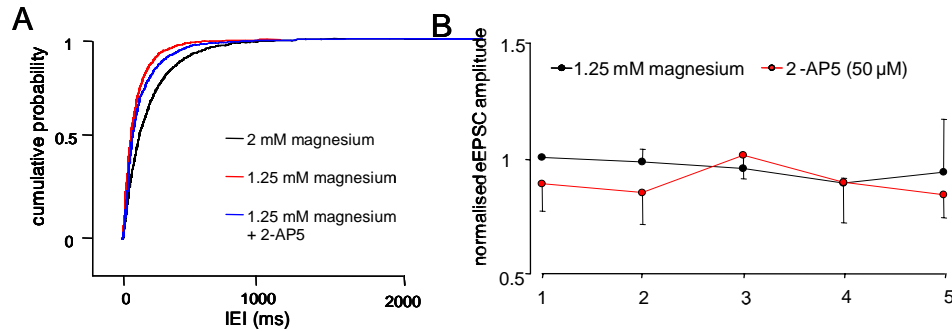 A
cumulative probability
1
0.5
0
2 mM magnesium
1.25 mM magnesium
1.25 mM magnesium
+ 2-AP5
0
1000
2000
IEI (ms)
B
normalised eEPSC amplitude
1.5
1
0.5
1.25 mM magnesium
2 -AP5 (50 µM)
1
2
3
4
5